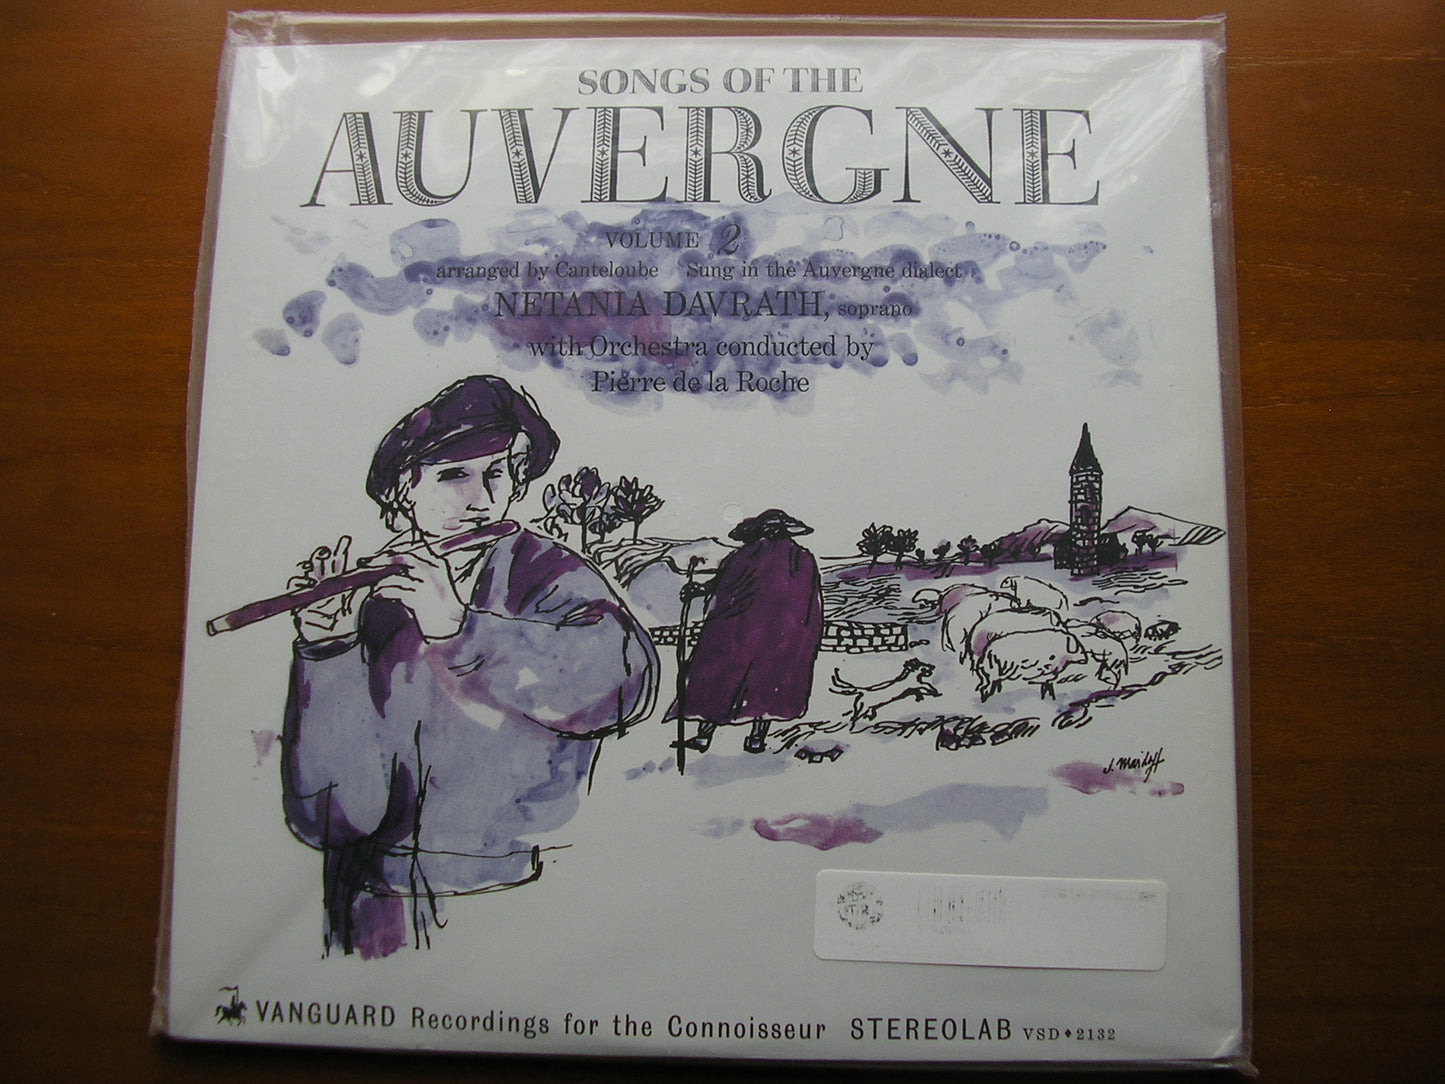 SONGS OF THE
AUVERGNE
VOLUME 2
arranged by Canteloube Sung in the Auvergne dialect
NETANIA DAVRATH, soprano
with Orchestra conducted by
Pierre de la Roche
VANGUARD Recordings for the Connoisseur STEREOLAB VSD♦2132